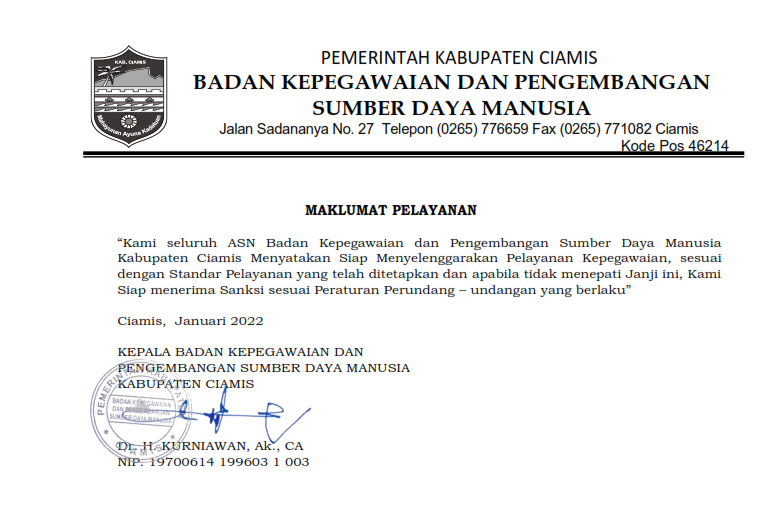 KAB. CIAMIS
Mahayunan Ayuna Kadatuan
PEMERINTAH KABUPATEN CIAMIS
BADAN KEPEGAWAIAN DAN PENGEMBANGAN
SUMBER DAYA MANUSIA
Jalan Sadananya No. 27 Telepon (0265) 776659 Fax (0265) 771082 Ciamis
Kode Pos 46214
MAKLUMAT PELAYANAN
“Kami seluruh ASN Badan Kepegawaian dan Pengembangan Sumber Daya Manusia
Kabupaten Ciamis Menyatakan Siap Menyelenggarakan Pelayanan Kepegawaian, sesuai
dengan Standar Pelayanan yang telah ditetapkan dan apabila tidak menepati Janji ini, Kami
Siap menerima Sanksi sesuai Peraturan Perundang – undangan yang berlaku”
Ciamis, Januari 2022
KEPALA BADAN KEPEGAWAIAN DAN
PENGEMBANGAN SUMBER DAYA MANUSIA
KABUPATEN CIAMIS
PEMERINTAH KABUPATEN
BADAN KEPEGAWAIAN
DAN PENGEMBANGAN
SUMBER DAYA MANUSIA
CIAMIS
Dr. H. KURNIAWAN, Ak., CA
NIP. 19700614 199603 1 003